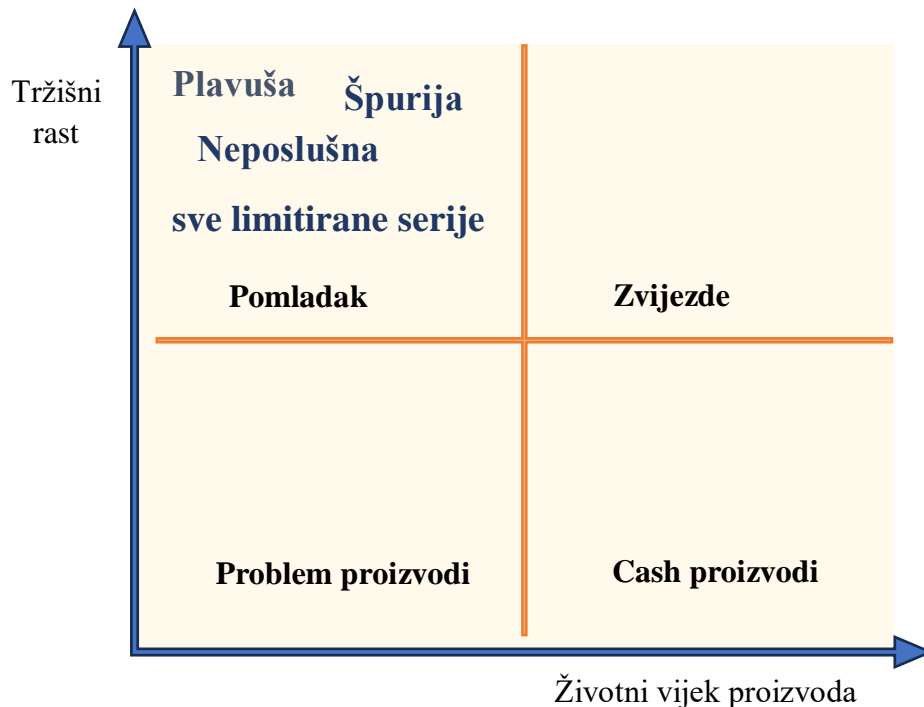 Tržišni
rast
Plavuša
Špurija
Neposlušna
sve limitirane serije
Pomladak
Zvijezde
Problem proizvodi
Cash proizvodi
Životni vijek proizvoda